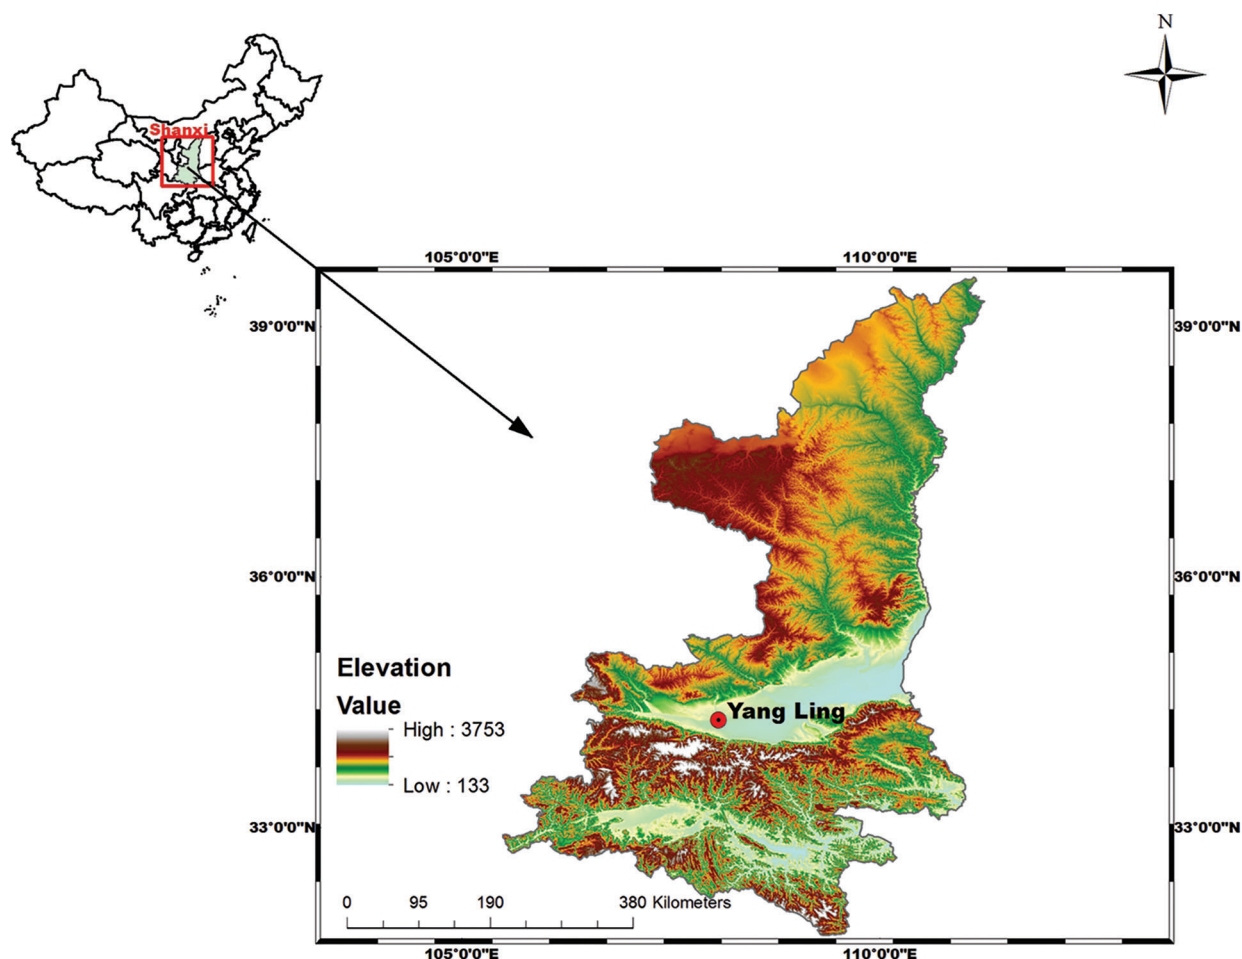 N
Shanxi
105°0'0"E 110°0'0"E
39°0'0"N 39°0'0"N
36°0'0"N 36°0'0"N
Elevation
Value
High : 3753
Low : 133
Yang Ling
33°0'0"N 33°0'0"N
0 95 190 380 Kilometers
105°0'0"E 110°0'0"E